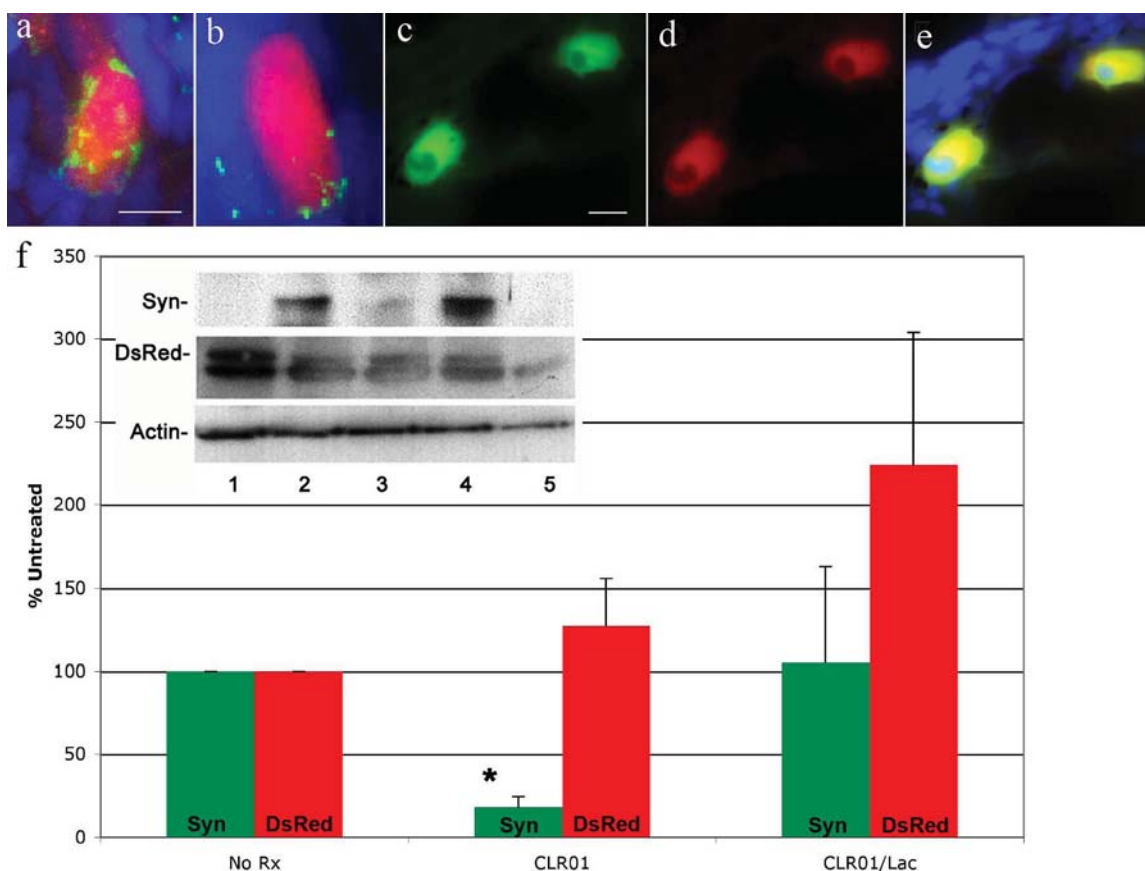 a
b
c
d
e
f
350
300
250
200
150
100
50
0
% Untreated
Syn-
DsRed-
Actin-
1 2 3 4 5
*
Syn DsRed
Syn DsRed
Syn DsRed
No Rx CLR01 CLR01/Lac